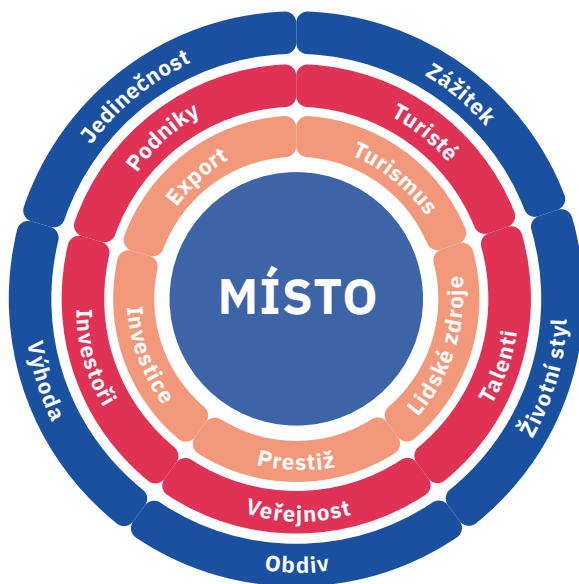 Jedinečnost
Zážitek
Podniky
Turisté
Export
Turismus
MÍSTO
Výhoda
Investoři
Investice
Lidské zdroje
Talenti
Životní styl
Prestiž
Veřejnost
Obdiv